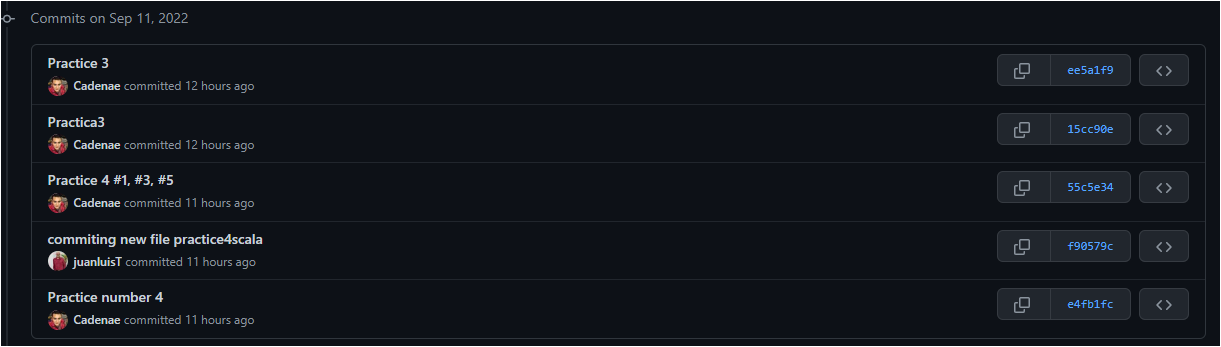 Commits on Sep 11, 2022
Practice 3
Cadenae committed 12 hours ago
ee5a1f9
Practica3
Cadenae committed 12 hours ago
15cc90e
Practice 4 #1, #3, #5
Cadenae committed 11 hours ago
55c5e34
commiting new file practice4scala
juanluisT committed 11 hours ago
f90579c
Practice number 4
Cadenae committed 11 hours ago
e4fb1fc